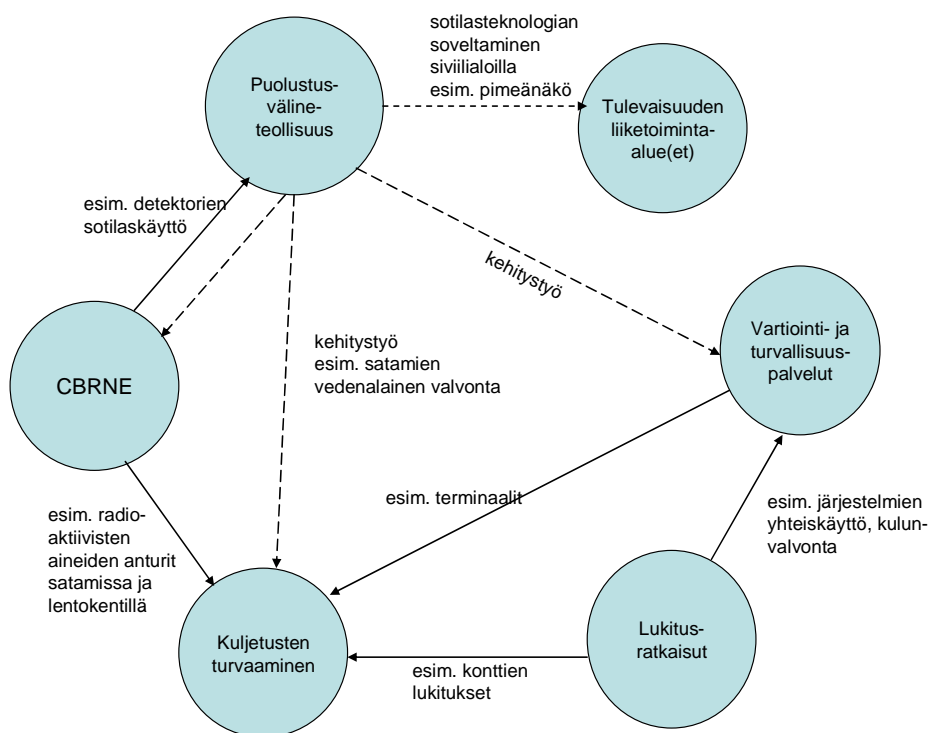 sotilasteknologian
soveltaminen
siviilialoilla
esim. pimeänäkö
Puolustus-
väline-
teollisuus
Tulevaisuuden
liiketoiminta-
alue(et)
esim. detektorien
sotilaskäyttö
kehitystyö
Vartiointi- ja
turvallisuus-
palvelut
kehitystyö
esim. satamien
vedenalainen valvonta
CBRNE
esim. terminaalit
esim. järjestelmien
yhteiskäyttö, kulun-
valvonta
esim. radio-
aktiivisten
aineiden anturit
satamissa ja
lentokentillä
Kuljetusten
turvaaminen
Lukitus-
ratkaisut
esim. konttien
lukitukset